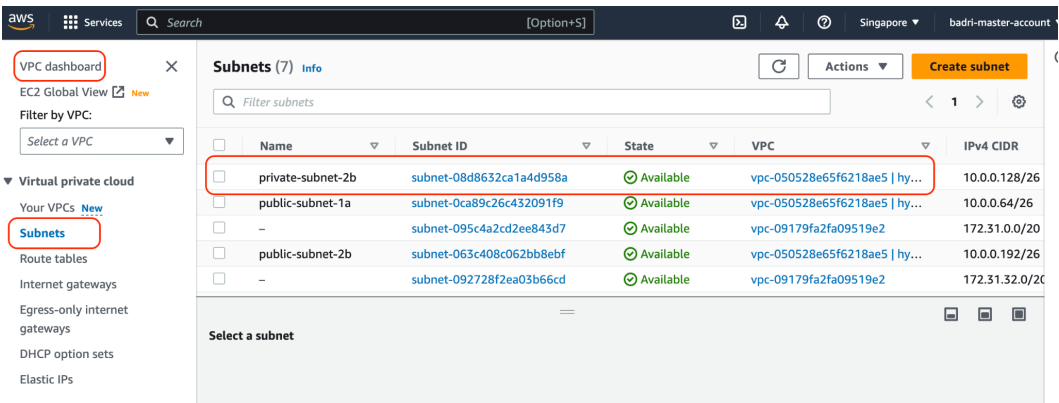 aws Services Search [Option+S] Singapore ▼ badri-master-account
VPC dashboard
EC2 Global View New
Filter by VPC:
Select a VPC
Virtual private cloud
Your VPCs New
Subnets
Route tables
Internet gateways
Egress-only internet
gateways
DHCP option sets
Elastic IPs
Subnets (7) Info Actions ▼ Create subnet
Filter subnets 1
Name Subnet ID State VPC IPv4 CIDR
private-subnet-2b subnet-08d8632ca1a4d958a Available vpc-050528e65f6218ae5 | hy... 10.0.0.128/26
public-subnet-1a subnet-0ca89c26c432091f9 Available vpc-050528e65f6218ae5 | hy... 10.0.0.64/26
– subnet-095c4a2cd2ee843d7 Available vpc-09179fa2fa09519e2 172.31.0.0/20
public-subnet-2b subnet-063c408c062bb8ebf Available vpc-050528e65f6218ae5 | hy... 10.0.0.192/26
– subnet-092728f2ea03b66cd Available vpc-09179fa2fa09519e2 172.31.32.0/20
Select a subnet